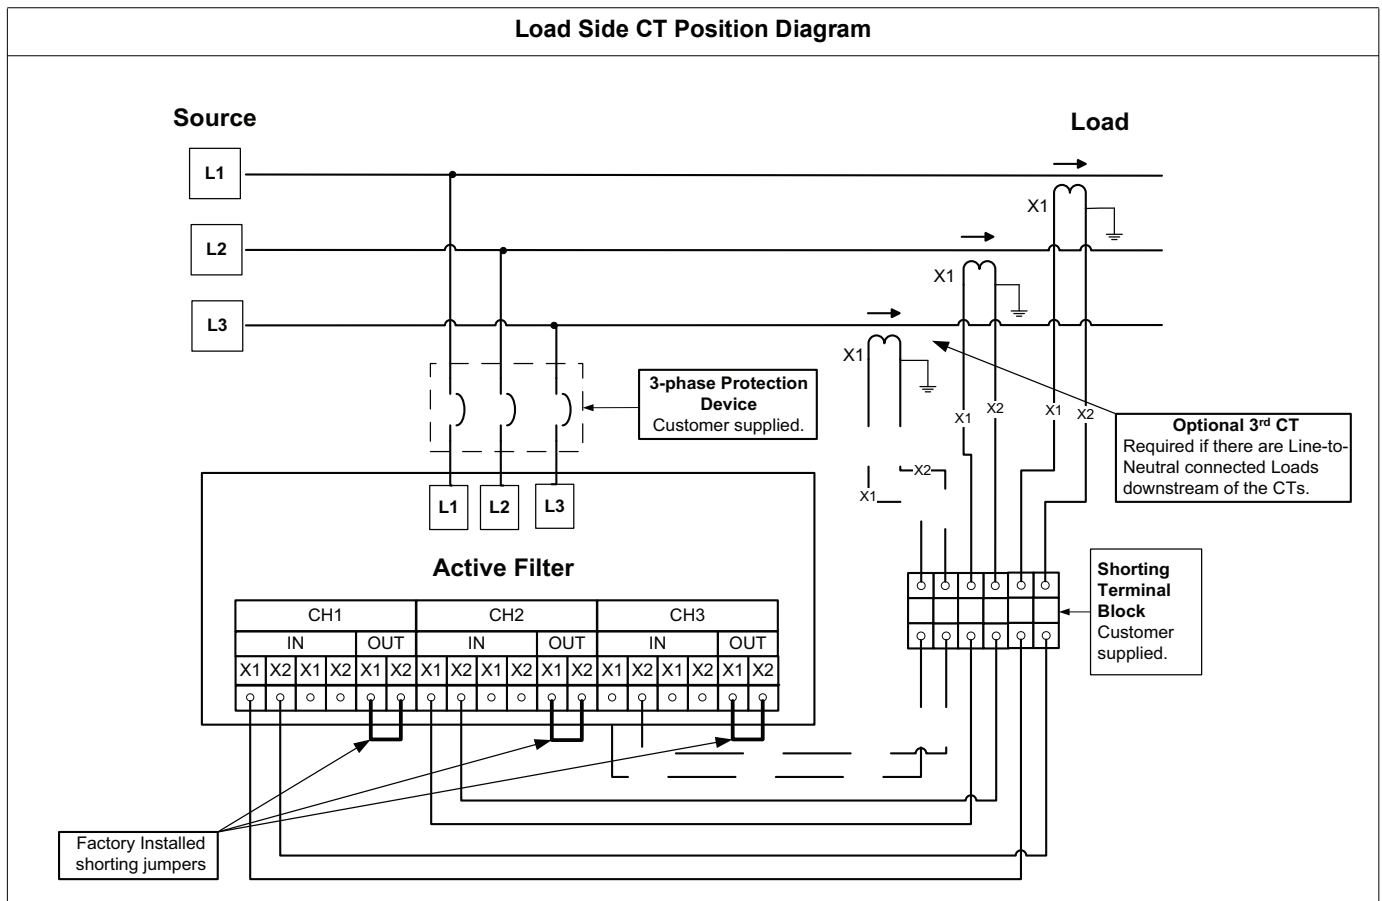 Load Side CT Position Diagram
Source
Load
L1
X1
L2
X1
L3
X1
3-phase Protection
Device
Customer supplied.
X1
X2
X1
X2
Optional 3rd CT
Required if there are Line-to-
Neutral connected Loads
downstream of the CTs.
X2
X1
L1 L2 L3
Active Filter
Shorting
Terminal
Block
Customer
supplied.
CH1 CH2 CH3
IN OUT IN OUT IN OUT
X1 X2 X1 X2 X1 X2 X1 X2 X1 X2 X1 X2 X1 X2 X1 X2 X1 X2
Factory Installed
shorting jumpers